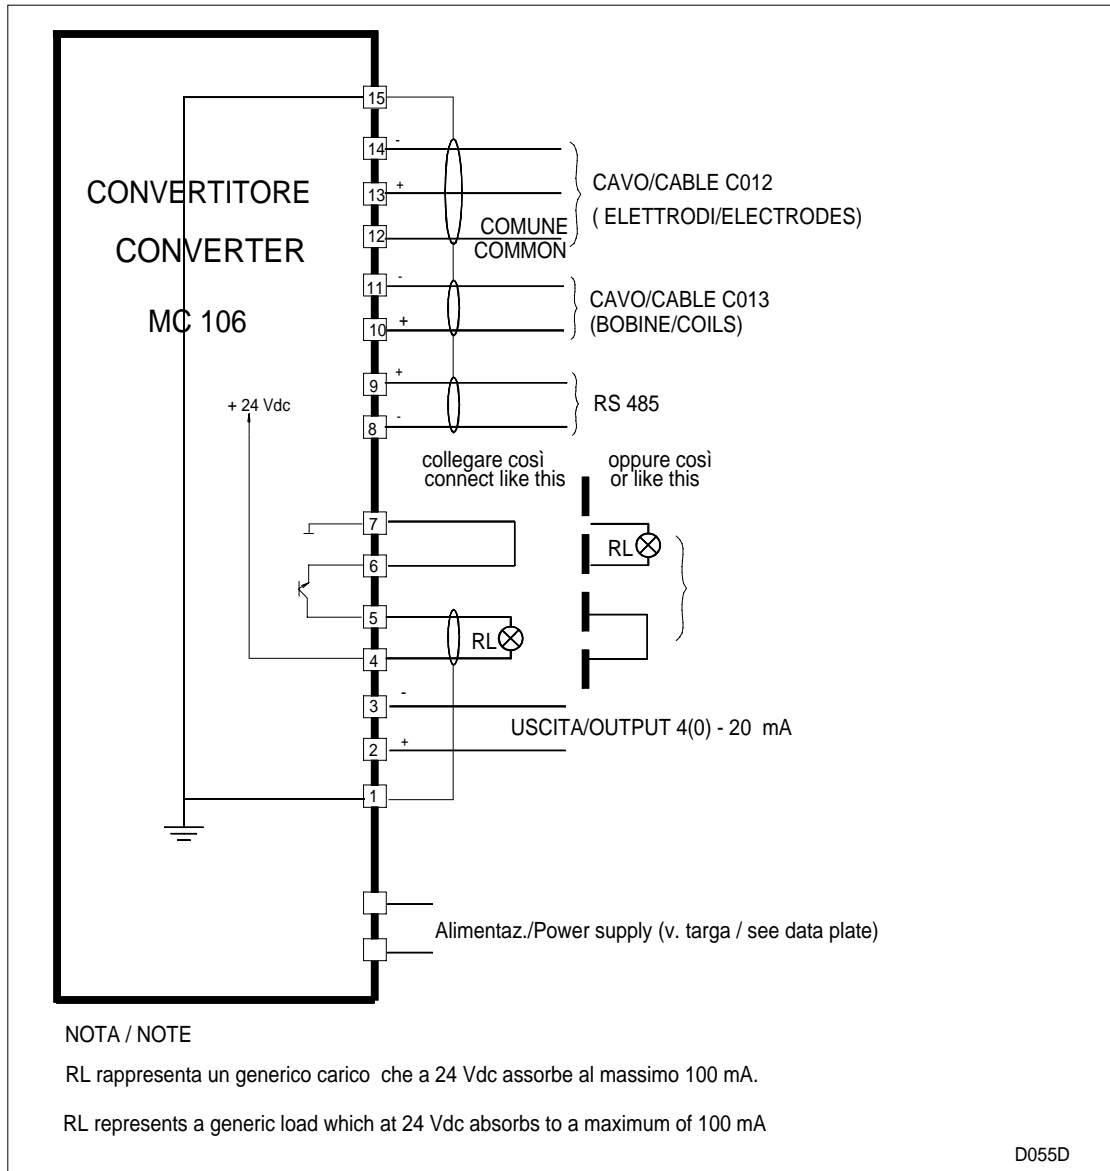 15
14 -
CONVERTITORE
13 +
CAVO/CABLE C012
( ELETTRODI/ELECTRODES)
12
COMUNE
COMMON
CONVERTER
11 -
CAVO/CABLE C013
(BOBINE/COILS)
MC 106
10 +
9 +
+ 24 Vdc
RS 485
8 -
collegare così
connect like this
oppure così
or like this
7
RL
6
5
RL
4
3 -
USCITA/OUTPUT 4(0) - 20 mA
2 +
1
Alimentaz./Power supply (v. targa / see data plate)
NOTA / NOTE
RL rappresenta un generico carico che a 24 Vdc assorbe al massimo 100 mA.
RL represents a generic load which at 24 Vdc absorbs to a maximum of 100 mA
D055D